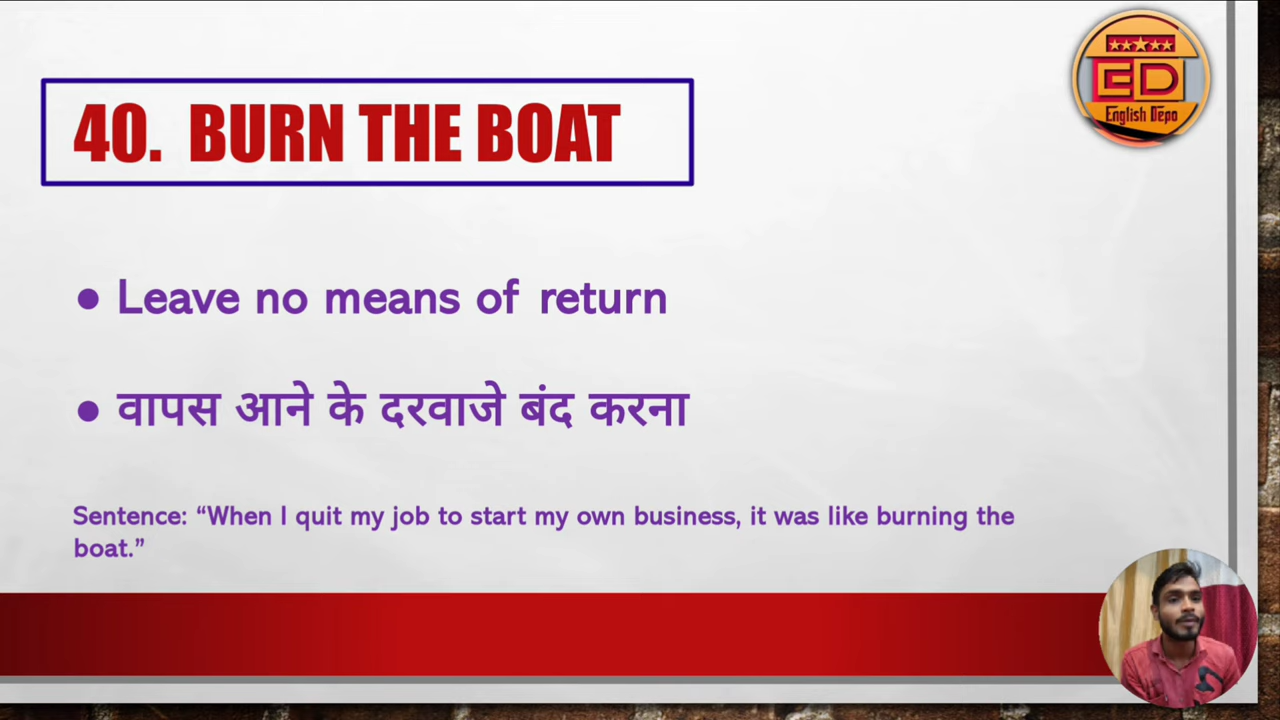 40. BURN THE BOAT
ED
English Depo
● Leave no means of return
● वापस आने के दरवाजे बंद करना
Sentence: “When I quit my job to start my own business, it was like burning the
boat.”